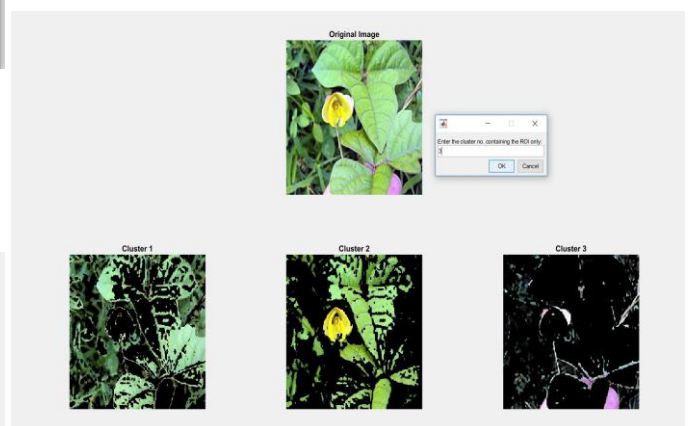 Original Image
Enter the cluster no. containing the ROI only:
3
OK Cancel
Cluster 1 Cluster 2 Cluster 3